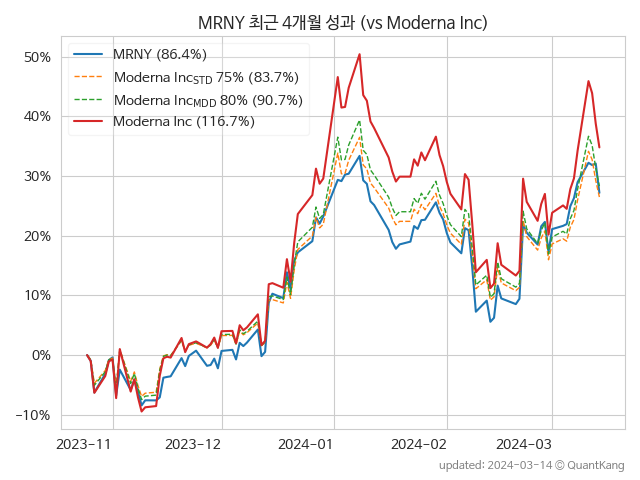 MRNY 최근 4개월 성과 (vs Moderna Inc)
50%
40%
30%
20%
10%
0%
−10%
MRNY (86.4%)
Moderna Inc_STD 75% (83.7%)
Moderna Inc_MDD 80% (90.7%)
Moderna Inc (116.7%)
2023-11
2023-12
2024-01
2024-02
2024-03
updated: 2024-03-14 © QuantKang